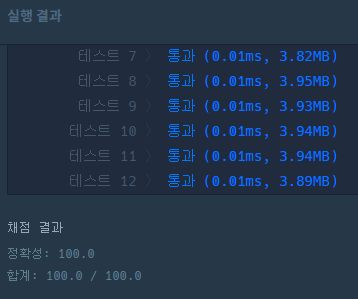 실행 결과
테스트 7 〉 통과 (0.01ms, 3.82MB)
테스트 8 〉 통과 (0.01ms, 3.95MB)
테스트 9 〉 통과 (0.01ms, 3.93MB)
테스트 10 〉 통과 (0.01ms, 3.94MB)
테스트 11 〉 통과 (0.01ms, 3.94MB)
테스트 12 〉 통과 (0.01ms, 3.89MB)
채점 결과
정확성: 100.0
합계: 100.0 / 100.0